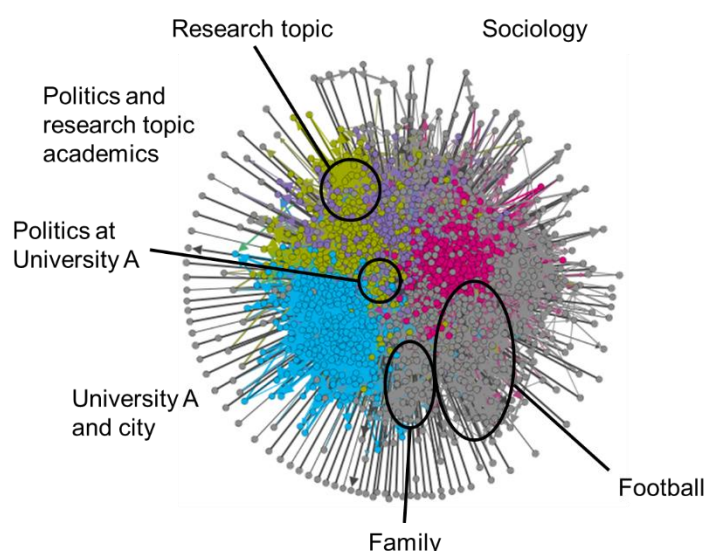 Research topic
Sociology
Politics and
research topic
academics
Politics at
University A
University A
and city
Football
Family